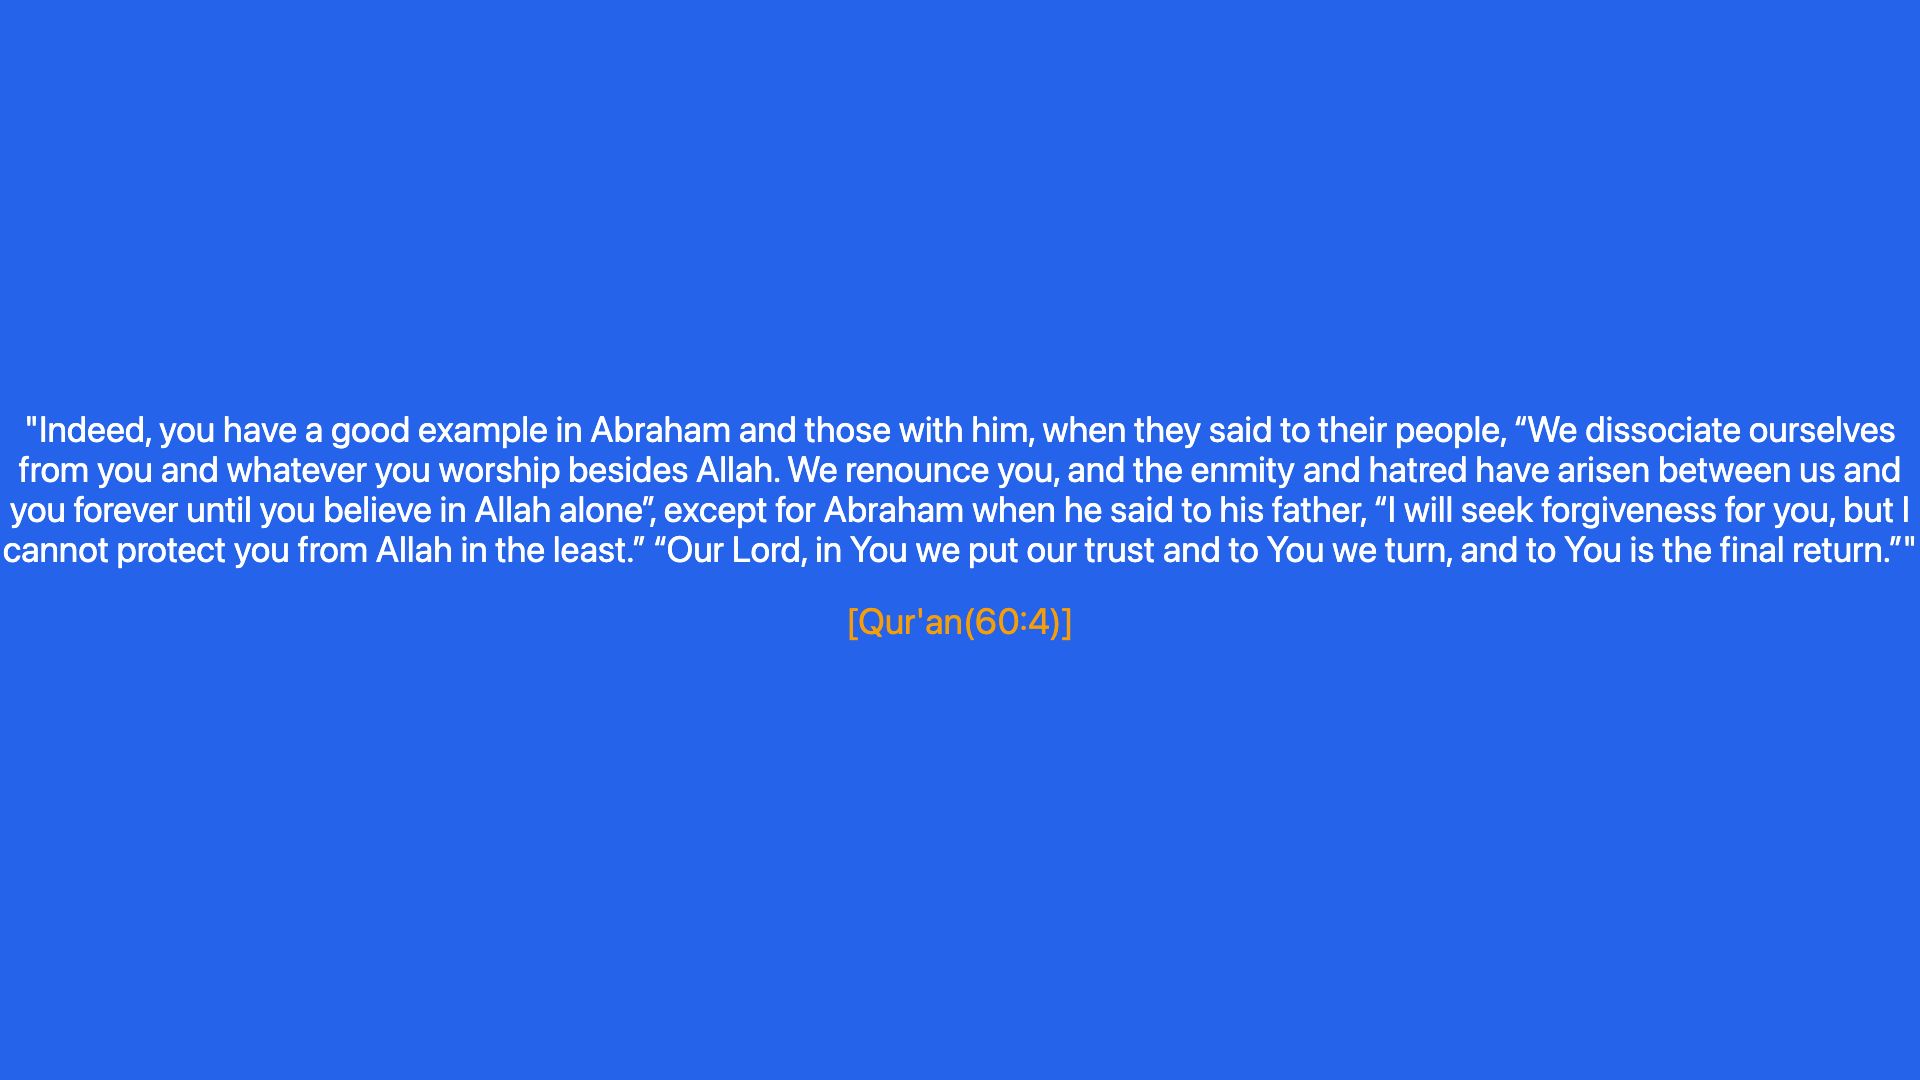 "Indeed, you have a good example in Abraham and those with him, when they said to their people, “We dissociate ourselves
from you and whatever you worship besides Allah. We renounce you, and the enmity and hatred have arisen between us and
you forever until you believe in Allah alone”, except for Abraham when he said to his father, “I will seek forgiveness for you, but I
cannot protect you from Allah in the least.” “Our Lord, in You we put our trust and to You we turn, and to You is the final return.”"
[Qur'an(60:4)]